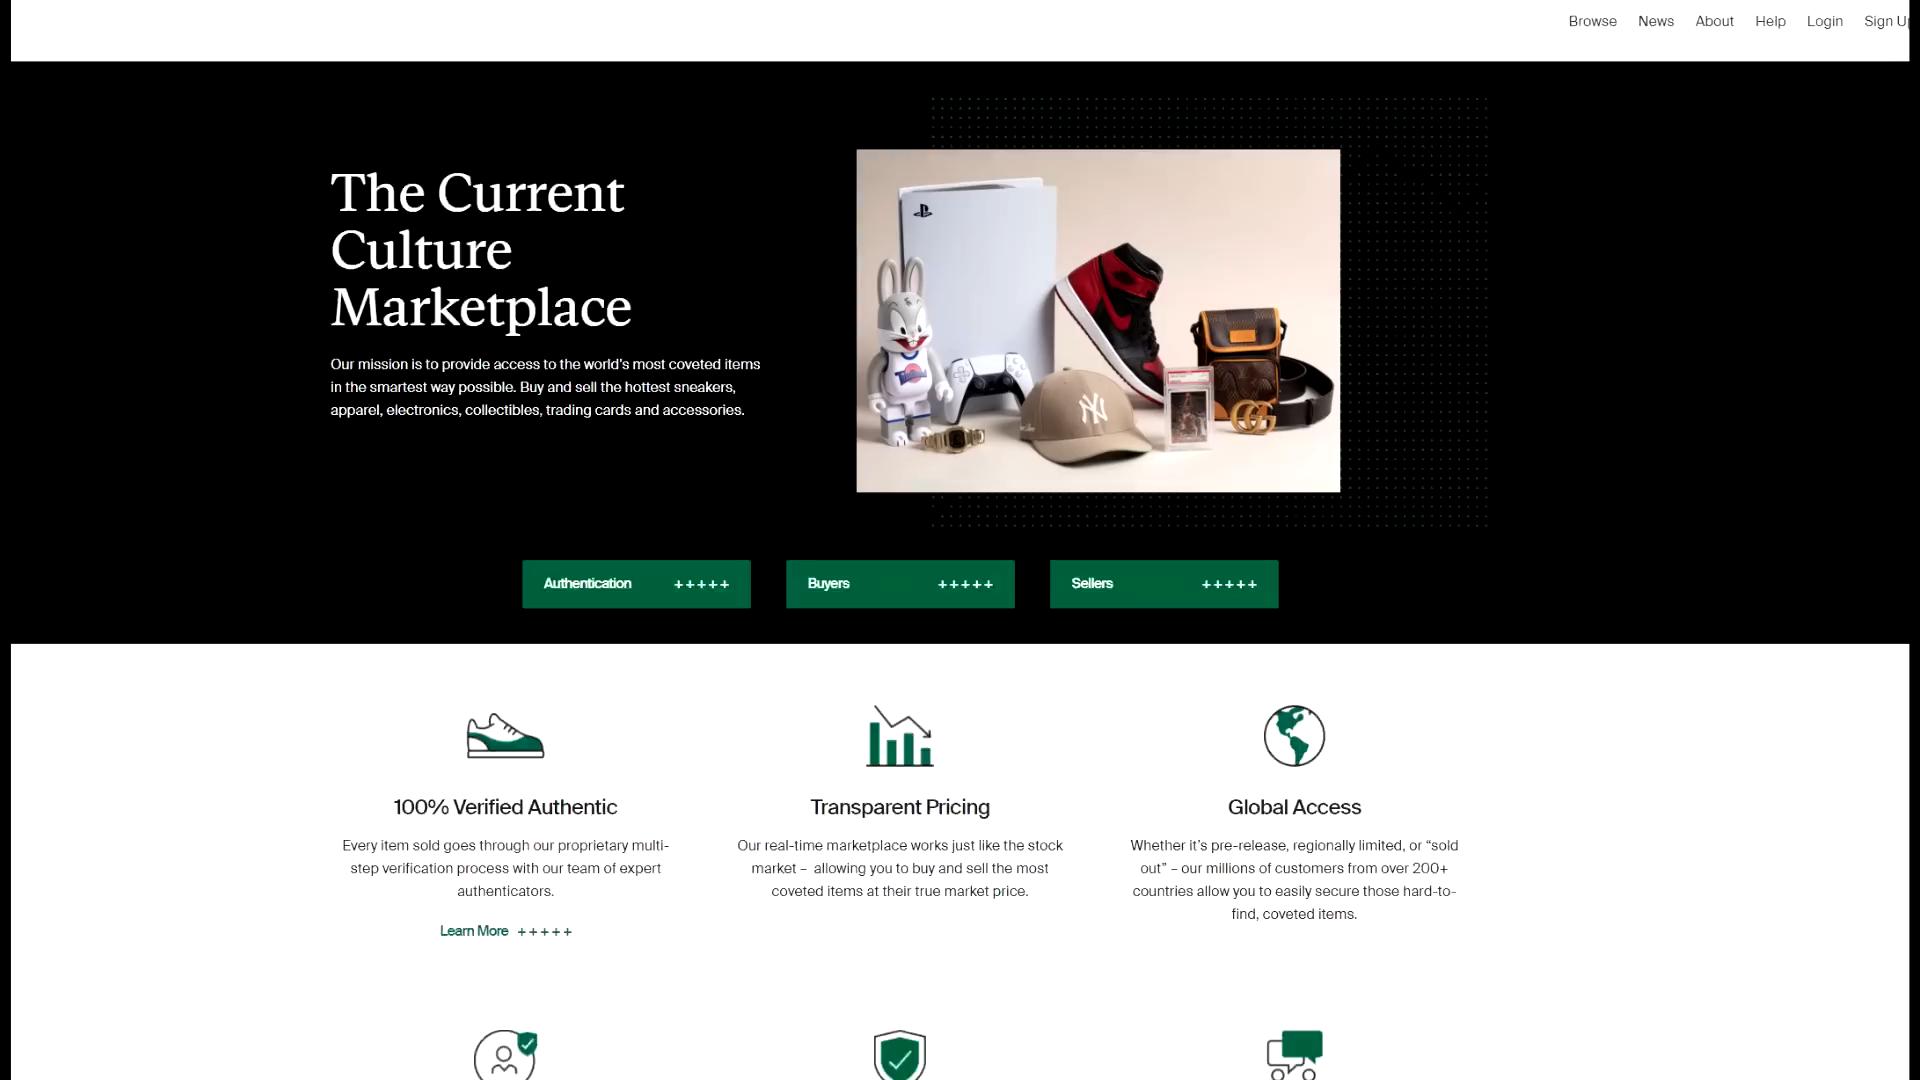 Browse News About Help Login Sign Up
The Current
Culture
Marketplace
Our mission is to provide access to the world's most coveted items
in the smartest way possible. Buy and sell the hottest sneakers,
apparel, electronics, collectibles, trading cards and accessories.
NY
Authentication +++++
Buyers +++++
Sellers +++++
100% Verified Authentic
Every item sold goes through our proprietary multi-
step verification process with our team of expert
authenticators.
Learn More +++++
Transparent Pricing
Our real-time marketplace works just like the stock
market – allowing you to buy and sell the most
coveted items at their true market price.
Global Access
Whether it's pre-release, regionally limited, or “sold
out” – our millions of customers from over 200+
countries allow you to easily secure those hard-to-
find, coveted items.